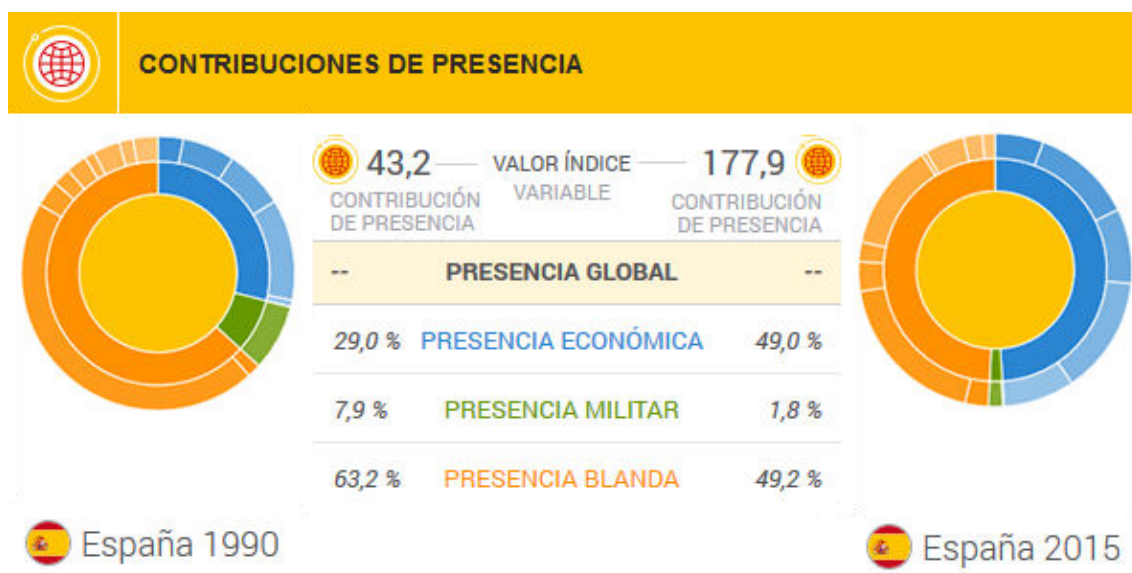 CONTRIBUCIONES DE PRESENCIA
43,2 VALOR ÍNDICE 177,9
CONTRIBUCIÓN VARIABLE CONTRIBUCIÓN
DE PRESENCIA DE PRESENCIA
-- PRESENCIA GLOBAL --
29,0 % PRESENCIA ECONÓMICA 49,0 %
7,9 % PRESENCIA MILITAR 1,8 %
63,2 % PRESENCIA BLANDA 49,2 %
España 1990 España 2015